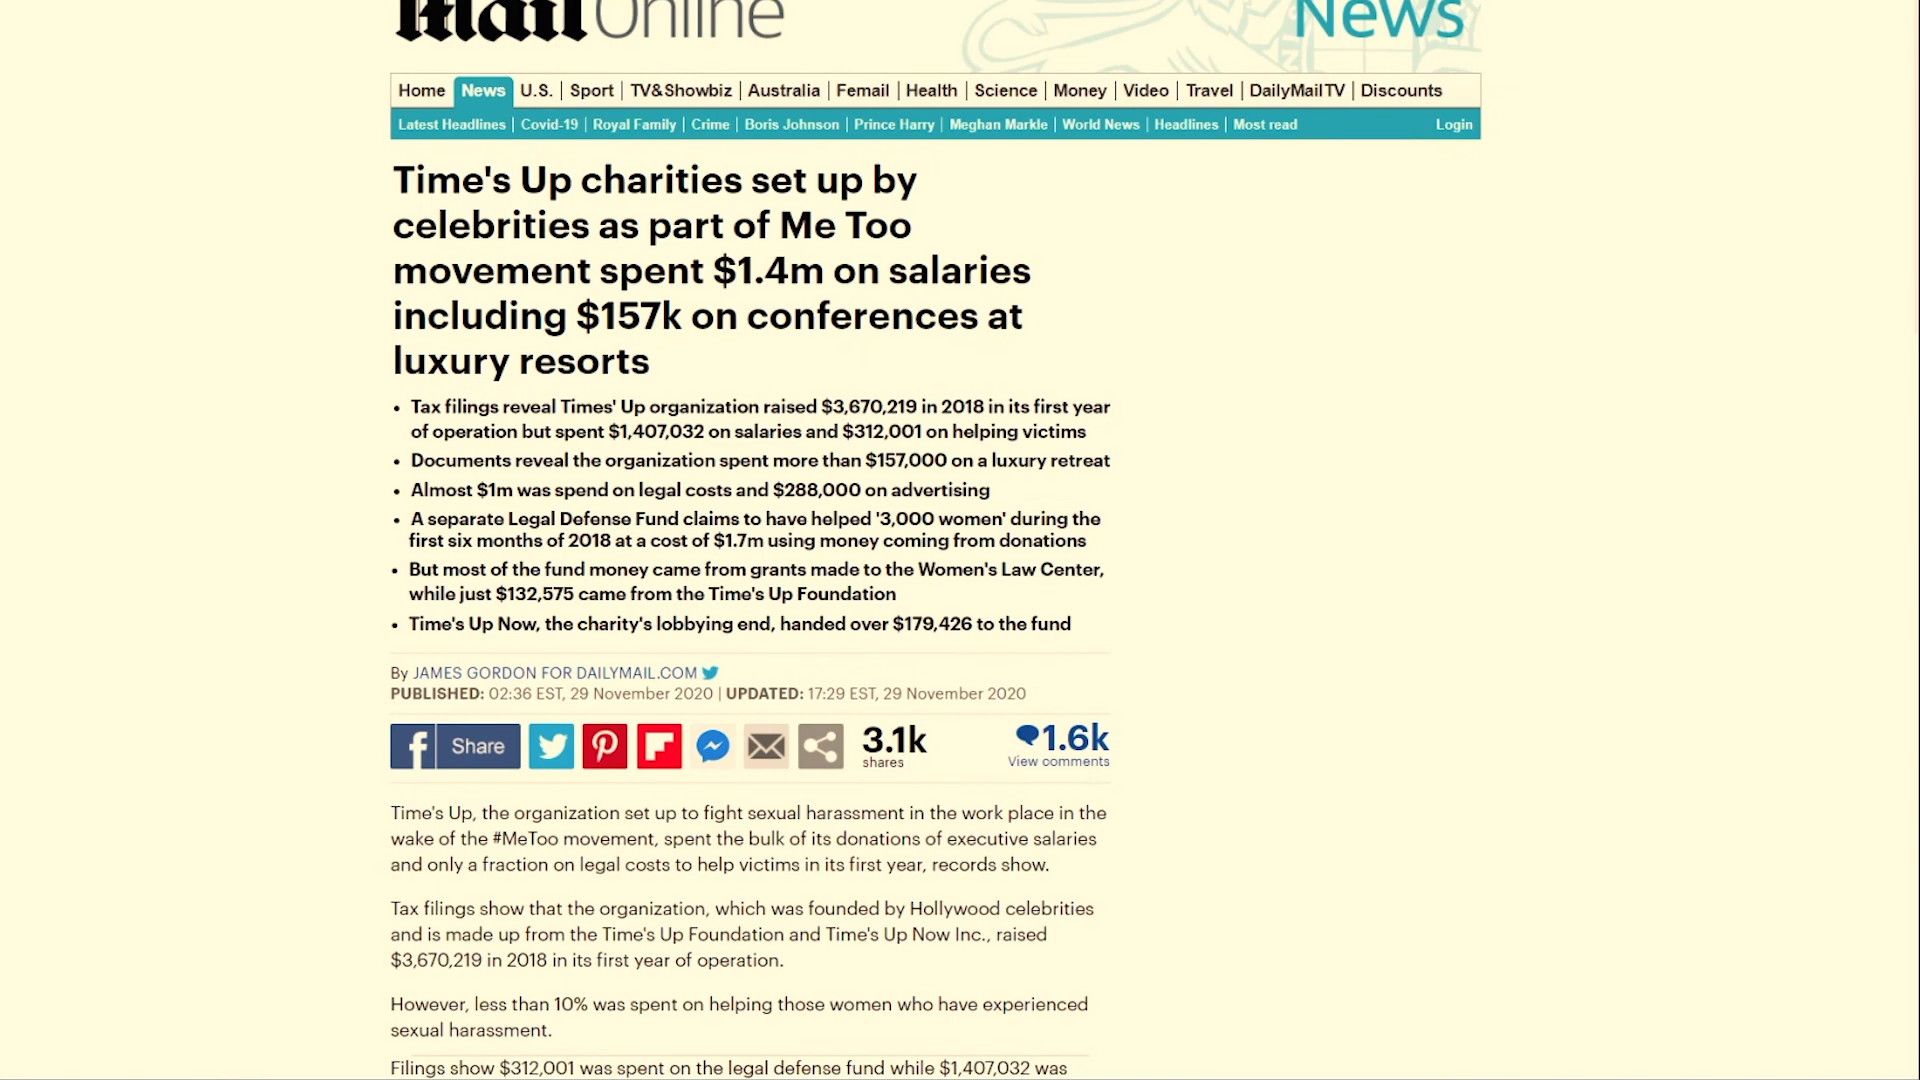 Mail Online
News
Home News U.S. Sport TV&Showbiz Australia Femail Health Science Money Video Travel DailyMailTV Discounts
Latest Headlines Covid-19 Royal Family Crime Boris Johnson Prince Harry Meghan Markle World News Headlines Most read Login
Time's Up charities set up by
celebrities as part of Me Too
movement spent $1.4m on salaries
including $157k on conferences at
luxury resorts
• Tax filings reveal Times' Up organization raised $3,670,219 in 2018 in its first year
of operation but spent $1,407,032 on salaries and $312,001 on helping victims
• Documents reveal the organization spent more than $157,000 on a luxury retreat
• Almost $1m was spend on legal costs and $288,000 on advertising
• A separate Legal Defense Fund claims to have helped '3,000 women' during the
first six months of 2018 at a cost of $1.7m using money coming from donations
• But most of the fund money came from grants made to the Women's Law Center,
while just $132,575 came from the Time's Up Foundation
• Time's Up Now, the charity's lobbying end, handed over $179,426 to the fund
By JAMES GORDON FOR DAILYMAIL.COM
PUBLISHED: 02:36 EST, 29 November 2020 | UPDATED: 17:29 EST, 29 November 2020
Share
3.1k
shares
1.6k
View comments
Time's Up, the organization set up to fight sexual harassment in the work place in the
wake of the #MeToo movement, spent the bulk of its donations of executive salaries
and only a fraction on legal costs to help victims in its first year, records show.
Tax filings show that the organization, which was founded by Hollywood celebrities
and is made up from the Time's Up Foundation and Time's Up Now Inc., raised
$3,670,219 in 2018 in its first year of operation.
However, less than 10% was spent on helping those women who have experienced
sexual harassment.
Filings show $312,001 was spent on the legal defense fund while $1,407,032 was